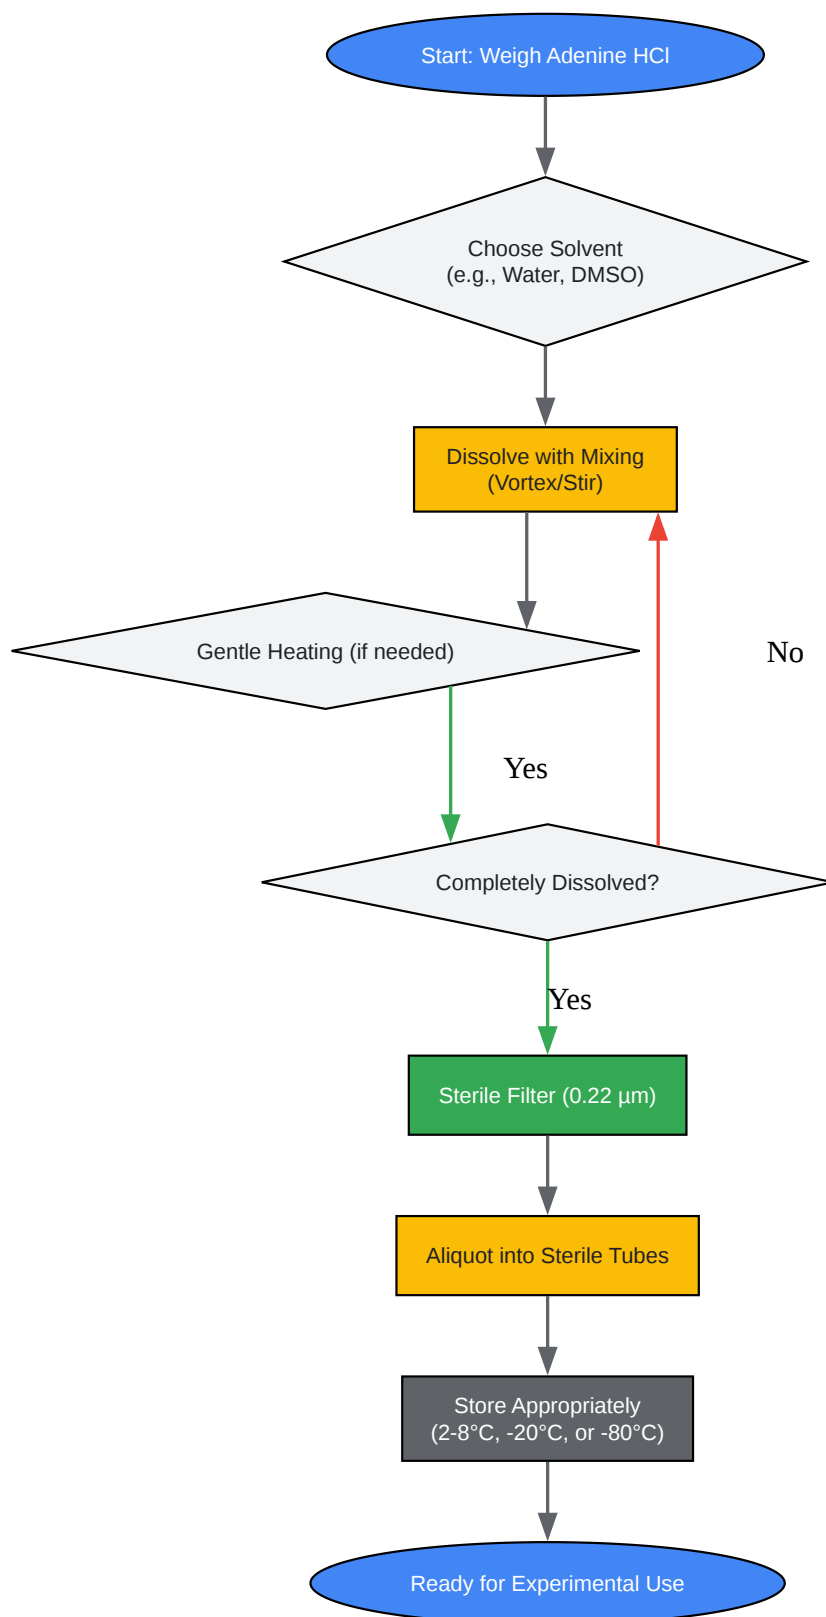 Start: Weigh Adenine HCl
Choose Solvent
(e.g., Water, DMSO)
Dissolve with Mixing
(Vortex/Stir)
Gentle Heating (if needed)
No
Yes
Completely Dissolved?
Yes
Sterile Filter (0.22 µm)
Aliquot into Sterile Tubes
Store Appropriately
(2-8°C, -20°C, or -80°C)
Ready for Experimental Use